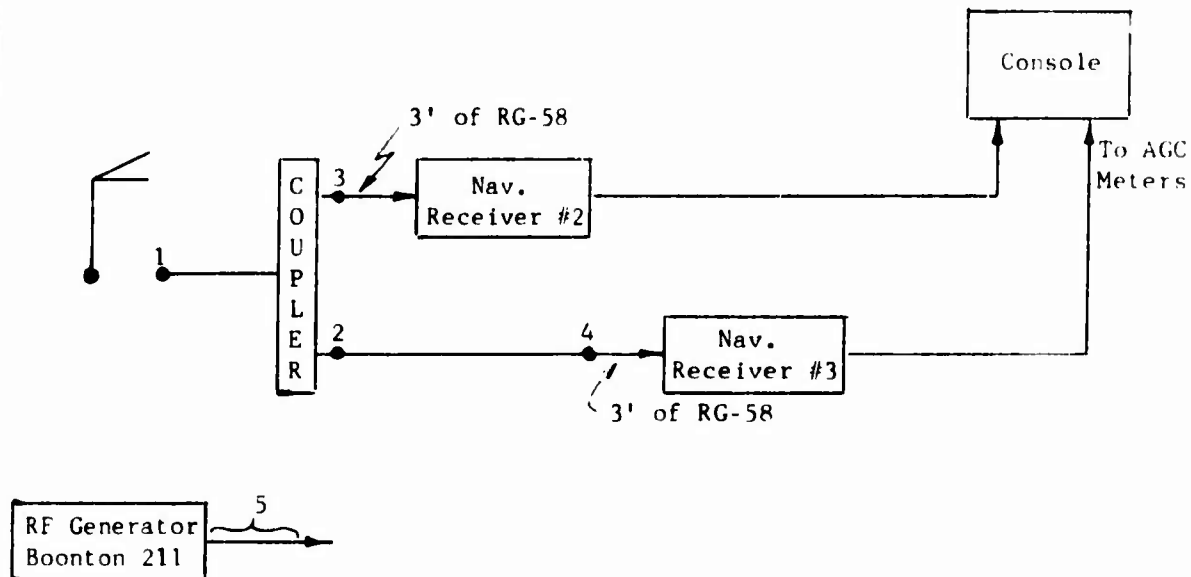 Console
3' of RG-58
To AGC
Meters
COUPLER
3
Nav.
Receiver #2
1
2
4
Nav.
Receiver #3
3' of RG-58
5
RF Generator
Boonton 211